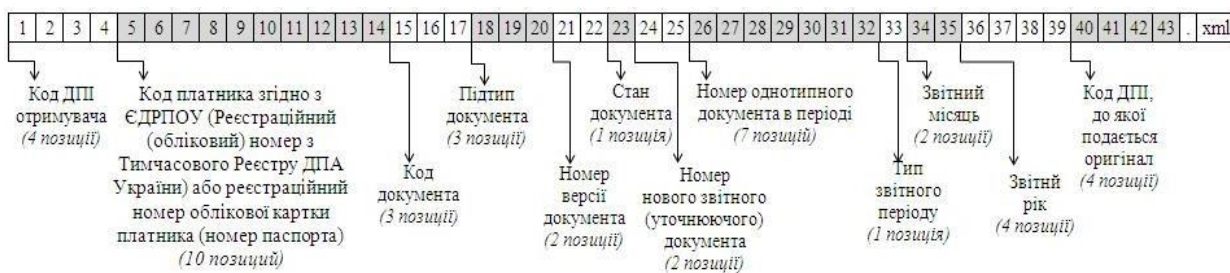 1 2 3 4 5 6 7 8 9 10 11 12 13 14 15 16 17 18 19 20 21 22 23 24 25 26 27 28 29 30 31 32 33 34 35 36 37 38 39 40 41 42 43 . xml
Код ДПІ
отримувача
(4 позиції)
Код платника згідно з
ЄДРПОУ (Реєстраційний
(обліковий) номер з
Тимчасового Реєстру ДПА
України) або реєстраційний
номер облікової картки
платника (номер паспорта)
(10 позиций)
Код
документа
(3 позиції)
Підтип
документа
(3 позиції)
Номер
версії
документа
(2 позиції)
Стан
документа
(1 позиція)
Номер
нового звітного
(уточнюючого)
документа
(2 позиції)
Номер однотипного
документа в періоді
(7 позицій)
Тип
звітного
періоду
(1 позиція)
Звітний
місяць
(2 позиції)
Звітнй
рік
(4 позиції)
Код ДПІ,
до якої
подається
оригінал
(4 позиції)